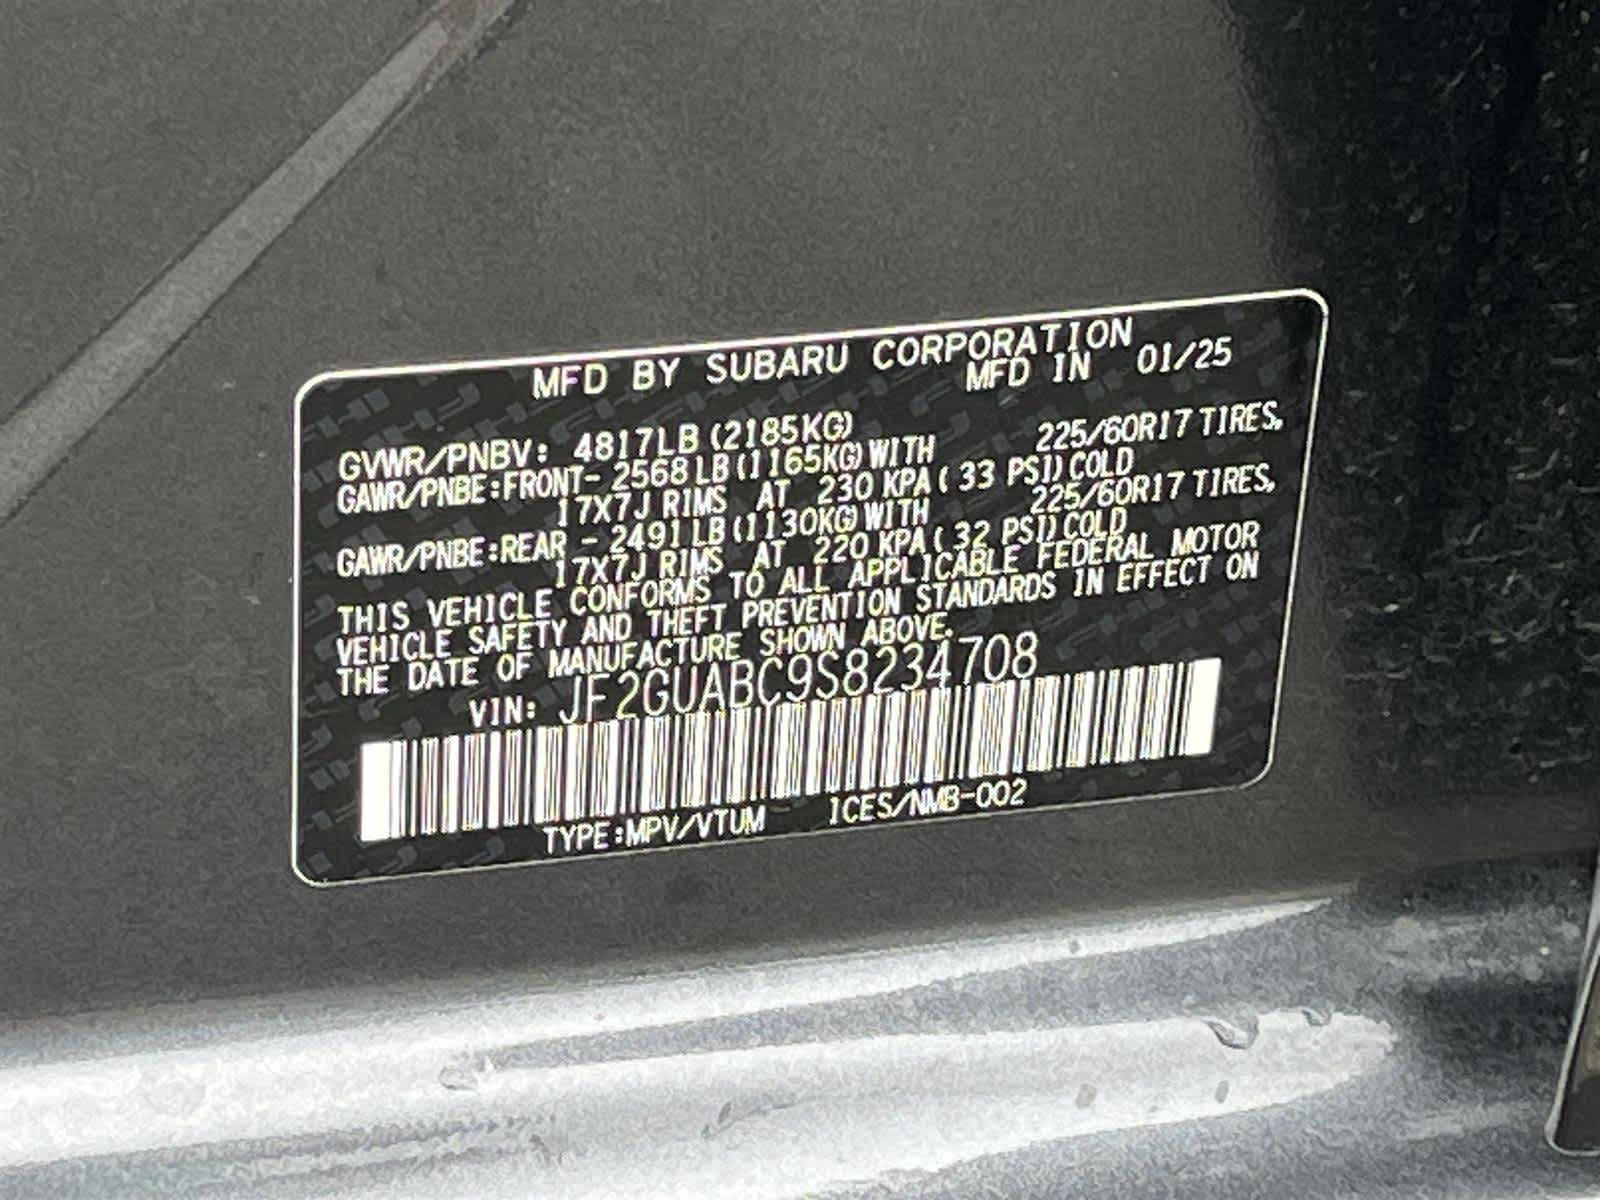 MFD BY SUBARU CORPORATION
MFD IN 01/25
GVWR/PNBV: 4817LB (2185KG)
GAWR/PNBE:FRONT- 2568 LB (1165KG) WITH 225/60R17 TIRES,
17X7J RIMS AT 230 KPA ( 33 PSI) COLD
GAWR/PNBE:REAR - 2491 LB (1130KG) WITH 225/60R17 TIRES,
17X7J RIMS AT 220 KPA ( 32 PSI) COLD
THIS VEHICLE CONFORMS TO ALL APPLICABLE FEDERAL MOTOR
VEHICLE SAFETY AND THEFT PREVENTION STANDARDS IN EFFECT ON
THE DATE OF MANUFACTURE SHOWN ABOVE.
VIN: JF2GUABC9S8234708
TYPE:MPV/VTUM ICES/NMB-002